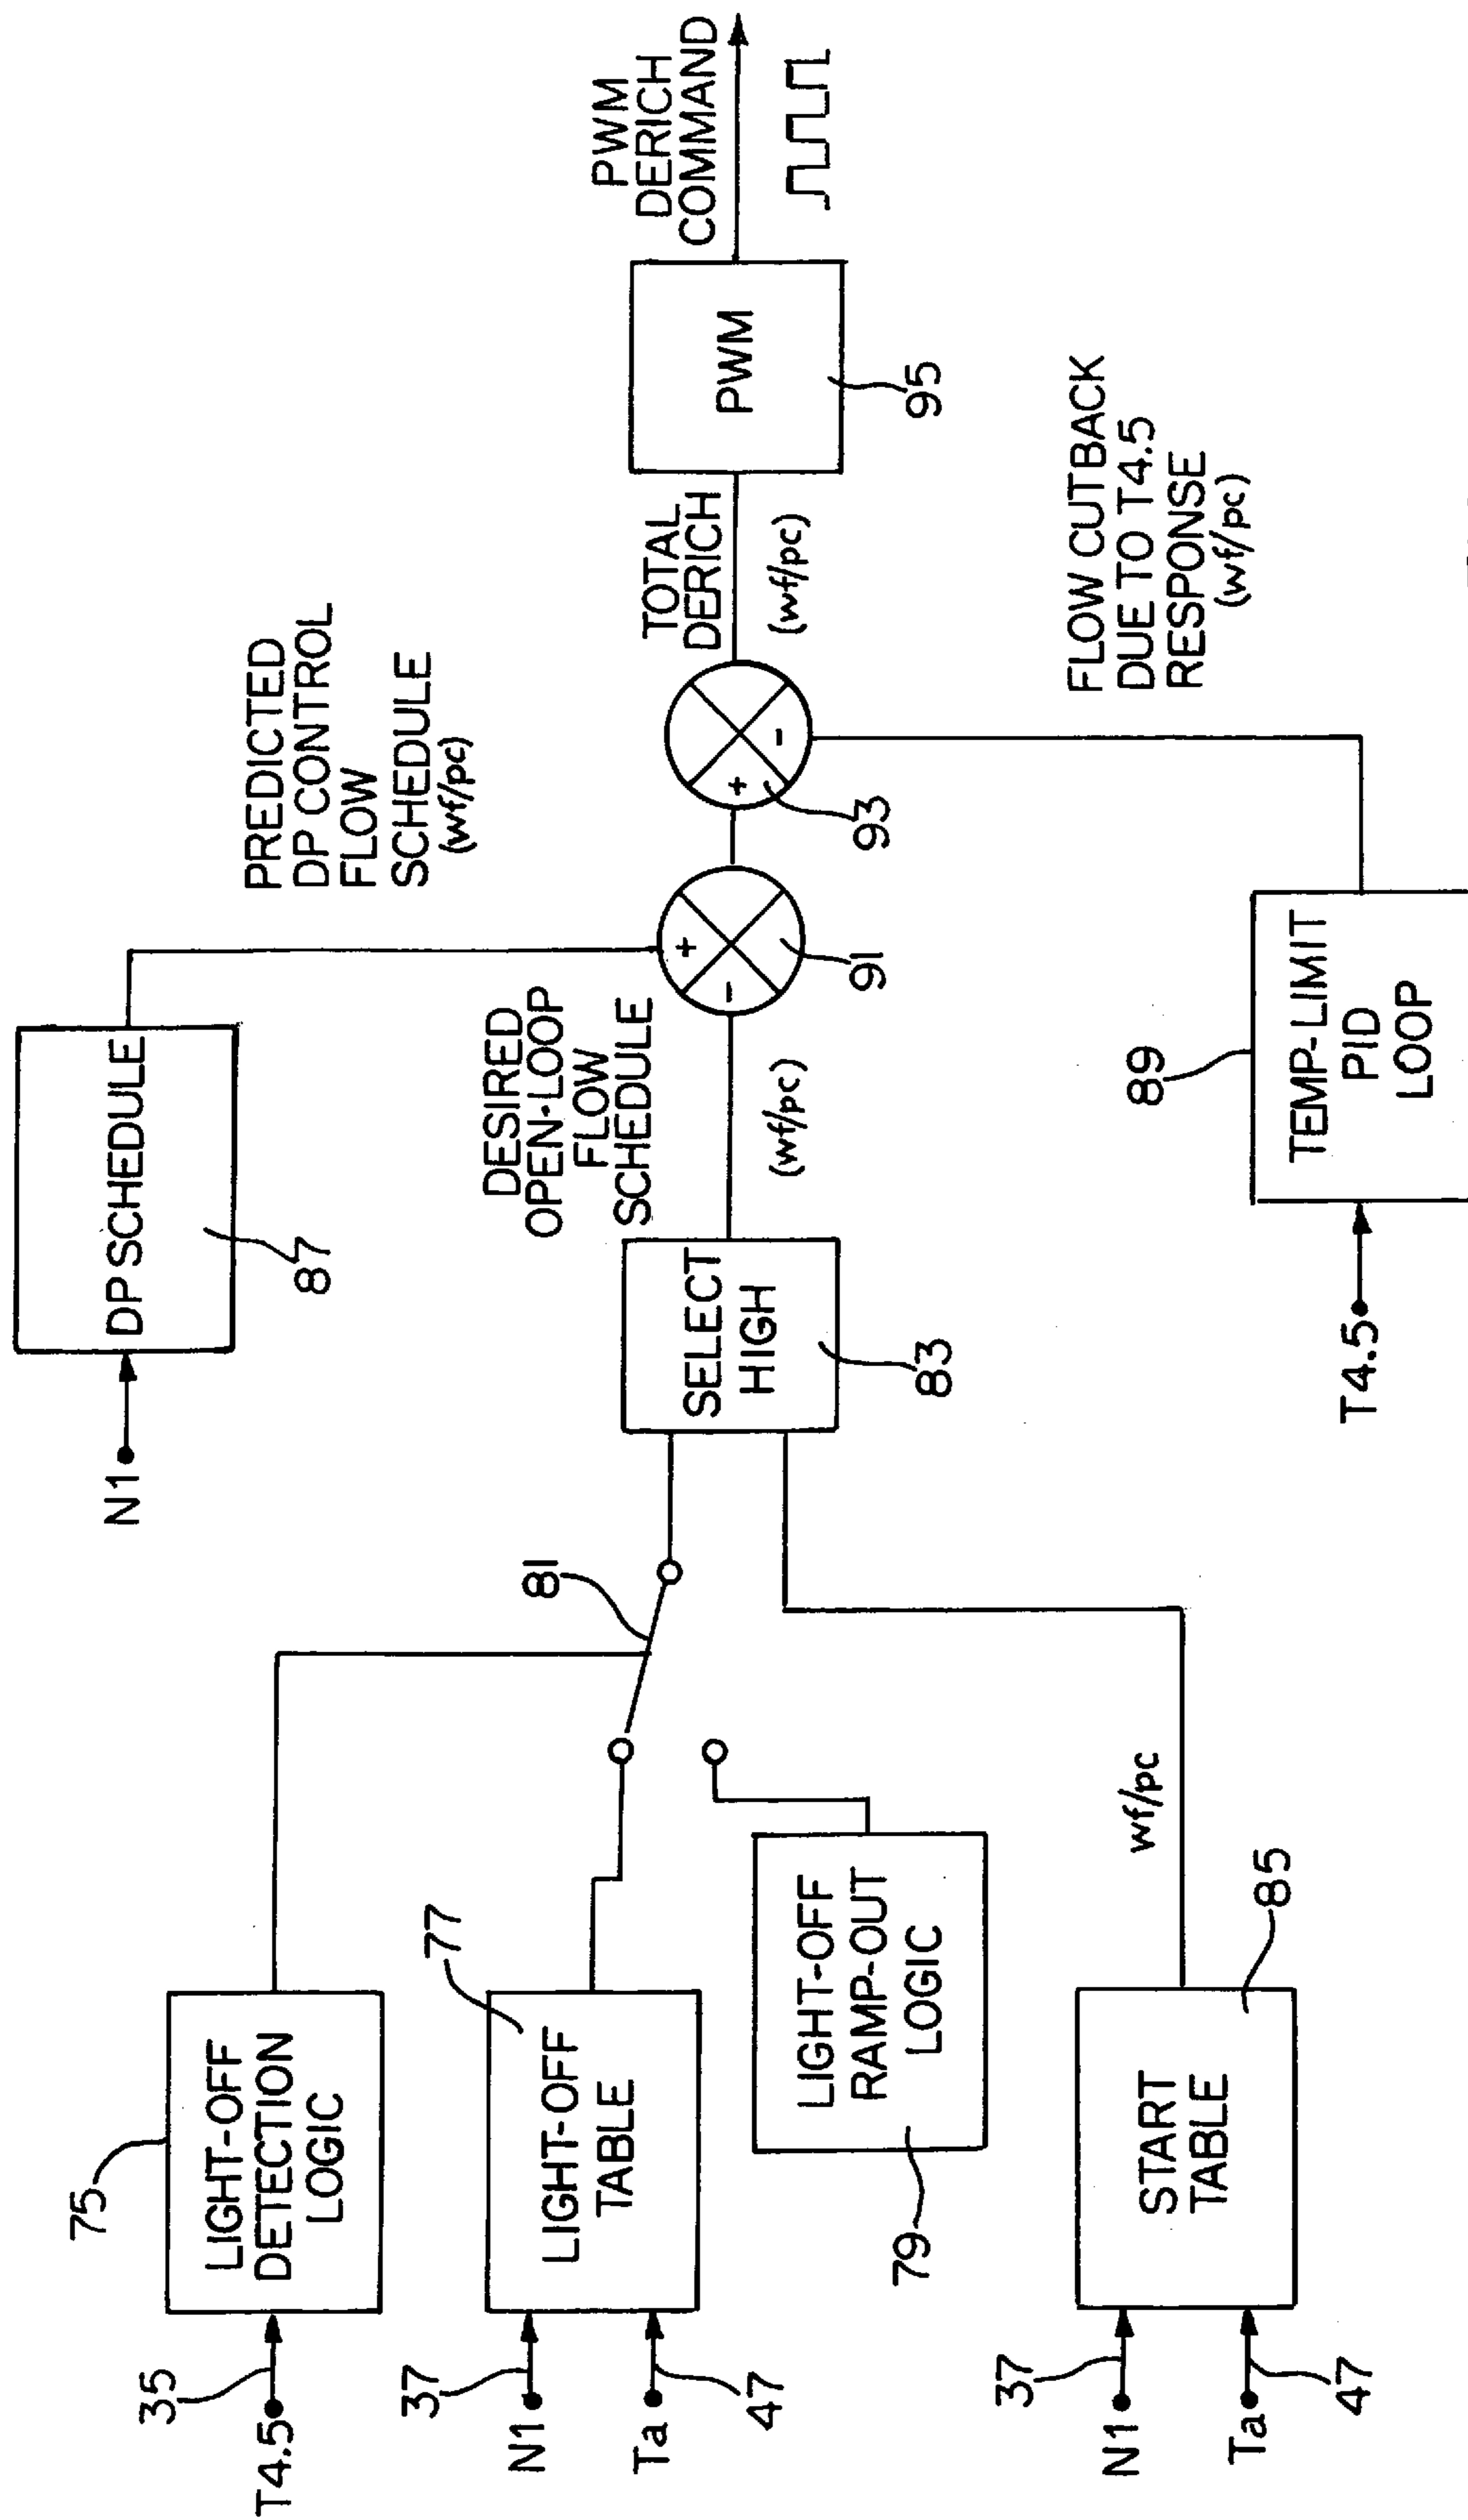 75
35
T4.5
LIGHT-OFF
DETECTION
LOGIC
77
37
N1
Ta
47
LIGHT-OFF
TABLE
79
LIGHT-OFF
RAMP-OUT
LOGIC
37
N1
Ta
47
START
TABLE
85
wf/pc
81
N1
DP SCHEDULE
87
SELECT
HIGH
83
DESIRED
OPEN-LOOP
FLOW
SCHEDULE
(wf/pc)
PREDICTED
DP CONTROL
FLOW
SCHEDULE
(wf/pc)
+
-
91
+
-
93
T4.5
89
TEMP-LIMIT
PID
LOOP
FLOW CUTBACK
DUE TO T4.5
RESPONSE
(wf/pc)
TOTAL
DERICH
(wf/pc)
PWM
95
PWM
DERICH
COMMAND